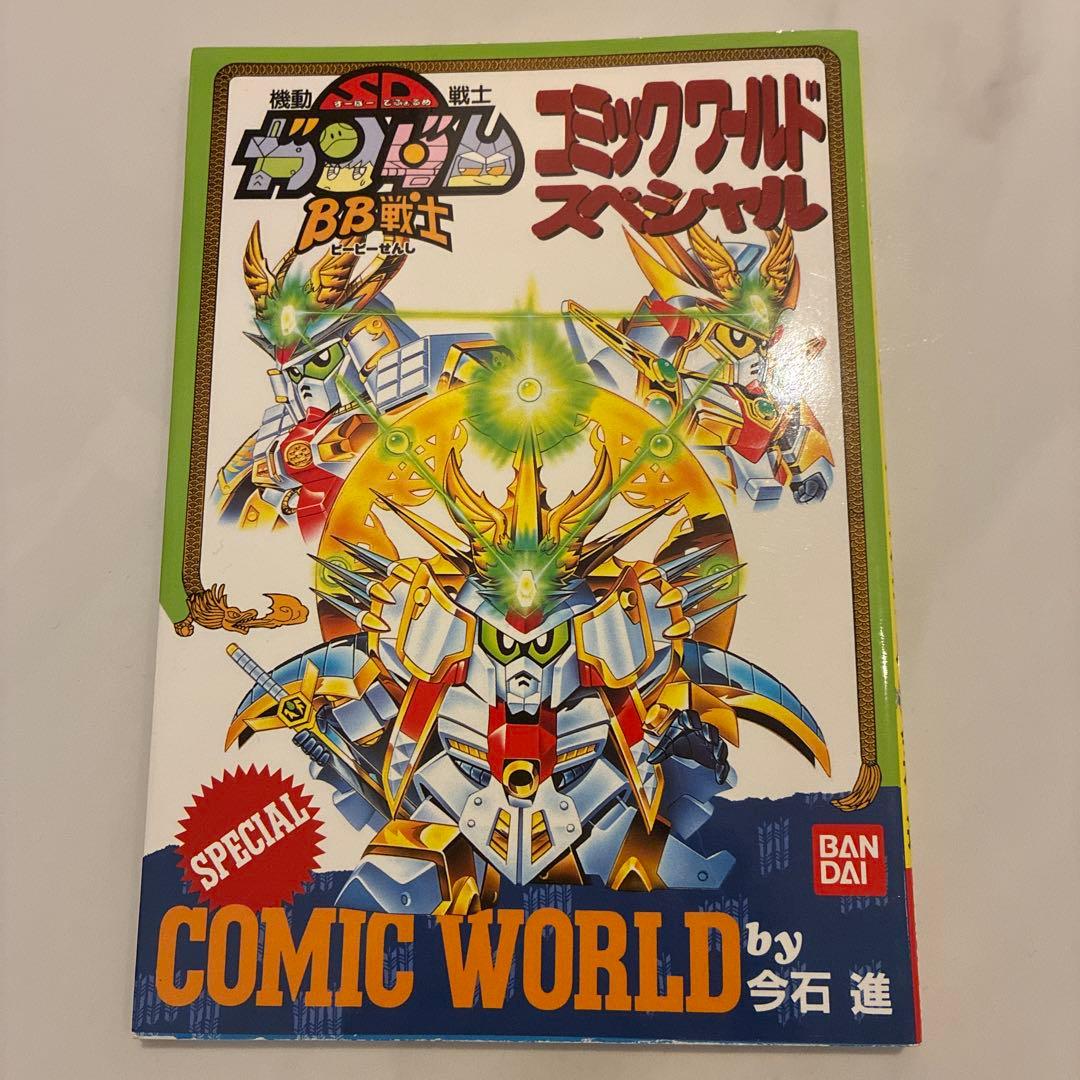 機動 SD 戦士
すーぱー でふぉるめ
ガンダム
BB戦士
ビービーせんし
コミックワールド
スペシャル
SPECIAL
BAN
DAI
COMIC WORLD by
今石 進